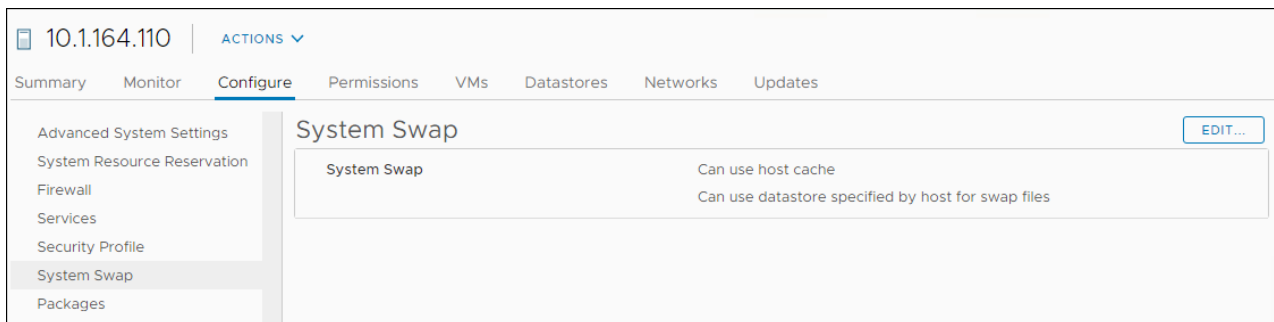 10.1.164.110 ACTIONS
Summary Monitor Configure Permissions VMs Datastores Networks Updates
Advanced System Settings
System Resource Reservation
Firewall
Services
Security Profile
System Swap
Packages
System Swap EDIT...
System Swap Can use host cache
Can use datastore specified by host for swap files